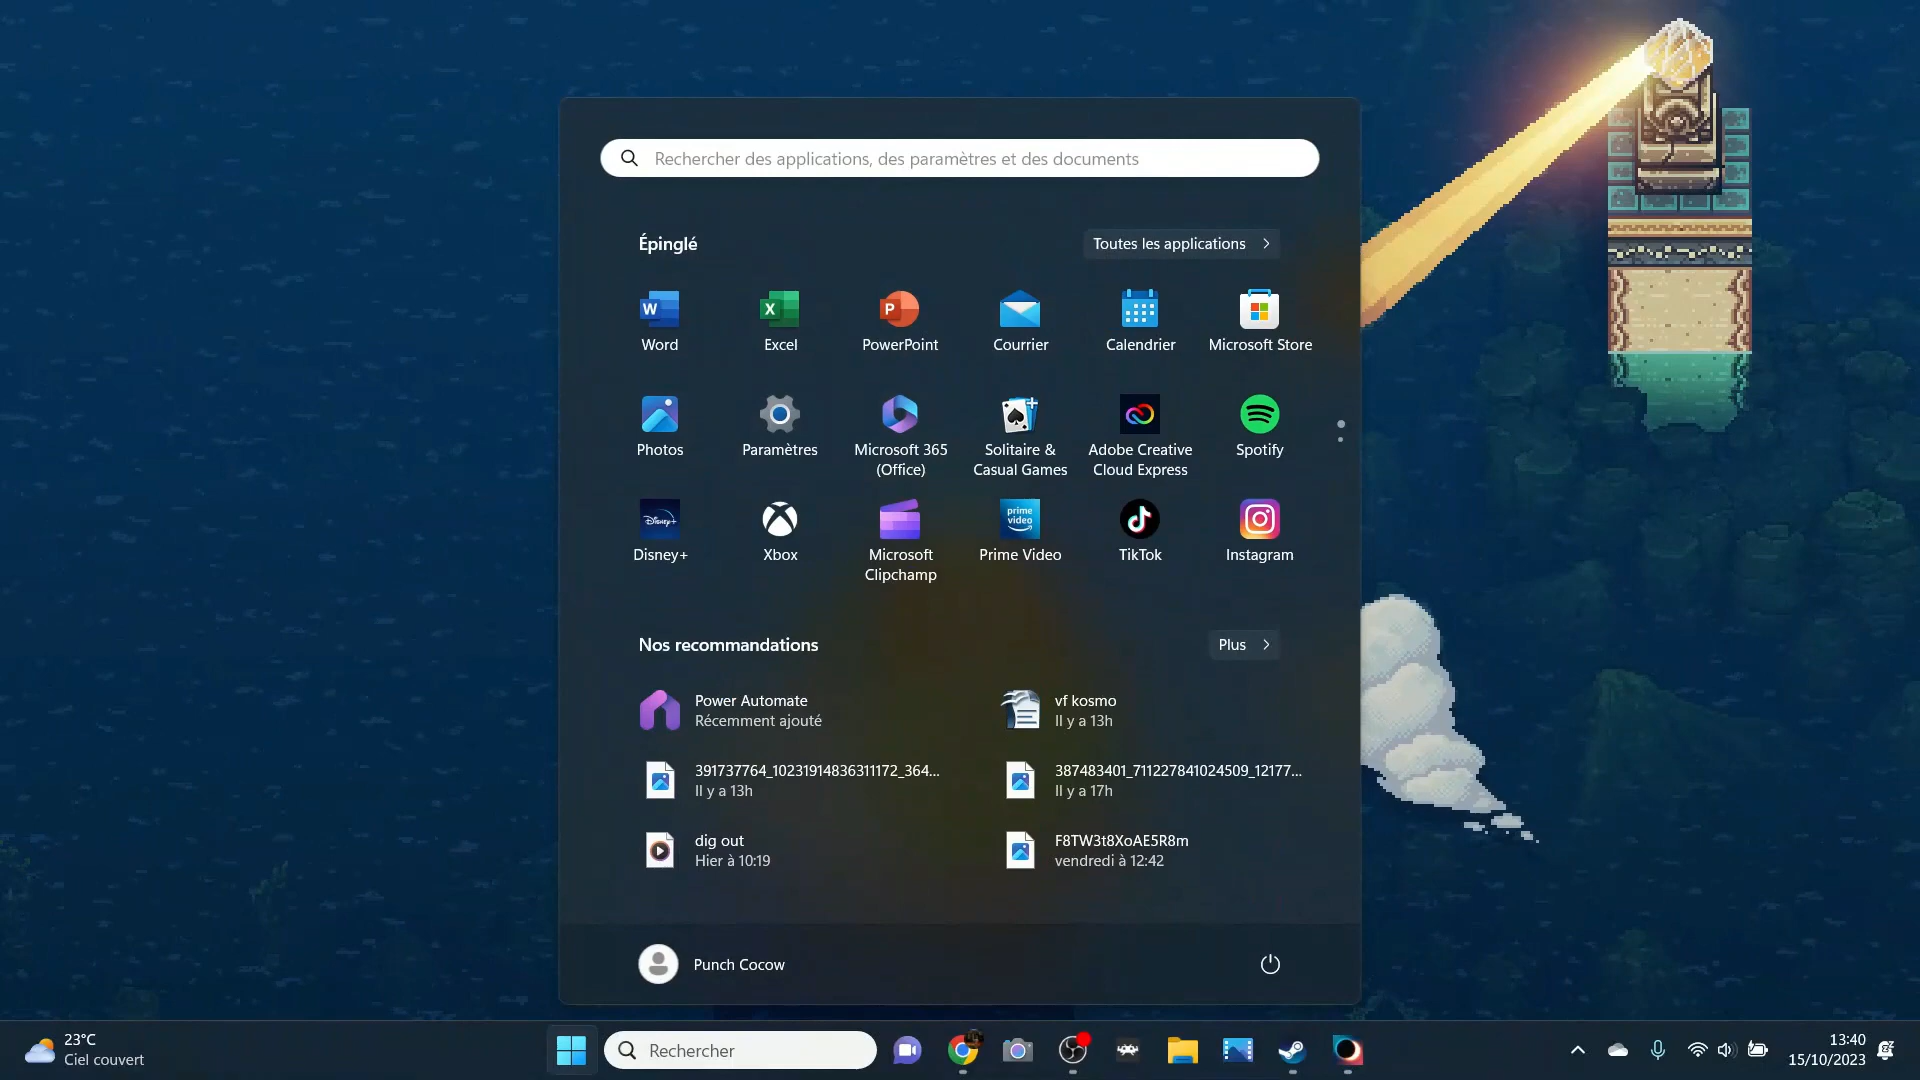 Rechercher des applications, des paramètres et des documents
Épinglé
Toutes les applications
Word
Excel
PowerPoint
Courrier
Calendrier
Microsoft Store
Photos
Paramètres
Microsoft 365
(Office)
Solitaire &
Casual Games
Adobe Creative
Cloud Express
Spotify
Disney+
prime
video
Disney+
Xbox
Microsoft
Clipchamp
Prime Video
TikTok
Instagram
Nos recommandations
Plus
Power Automate
Récemment ajouté
vf kosmo
Il y a 13h
391737764_10231914836311172_364...
Il y a 13h
387483401_711227841024509_12177...
Il y a 17h
dig out
Hier à 10:19
F8TW3t8XoAE5R8m
vendredi à 12:42
Punch Cocow
23°C
Ciel couvert
Rechercher
13:40
15/10/2023